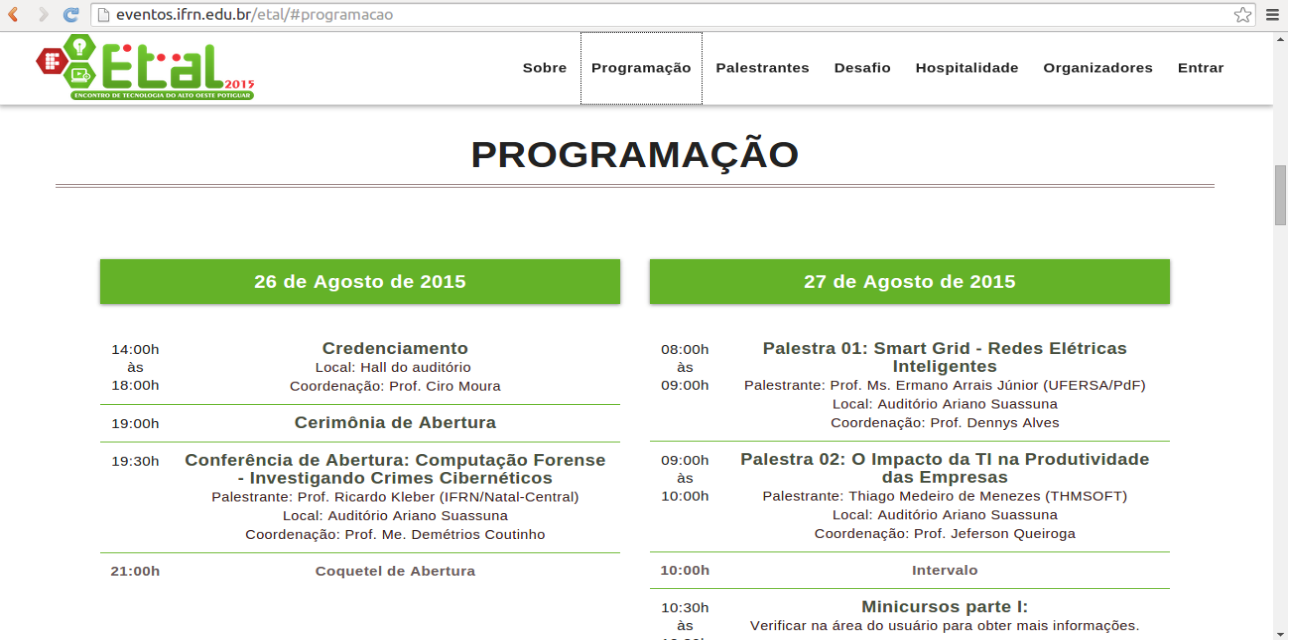 eventos.ifrn.edu.br/etal/#programacao
Etal
2015
ENCONTRO DE TECNOLOGIA DO ALTO OESTE POTIGUAR
Sobre Programação Palestrantes Desafio Hospitalidade Organizadores Entrar
PROGRAMAÇÃO
26 de Agosto de 2015
14:00h
às
18:00h
Credenciamento
Local: Hall do auditório
Coordenação: Prof. Ciro Moura
19:00h
Cerimônia de Abertura
19:30h
Conferência de Abertura: Computação Forense
- Investigando Crimes Cibernéticos
Palestrante: Prof. Ricardo Kleber (IFRN/Natal-Central)
Local: Auditório Ariano Suassuna
Coordenação: Prof. Me. Demétrios Coutinho
21:00h
Coquetel de Abertura
27 de Agosto de 2015
08:00h
às
09:00h
Palestra 01: Smart Grid - Redes Elétricas
Inteligentes
Palestrante: Prof. Ms. Ermano Arrais Júnior (UFERSA/PdF)
Local: Auditório Ariano Suassuna
Coordenação: Prof. Dennys Alves
09:00h
às
10:00h
Palestra 02: O Impacto da TI na Produtividade
das Empresas
Palestrante: Thiago Medeiro de Menezes (THMSOFT)
Local: Auditório Ariano Suassuna
Coordenação: Prof. Jeferson Queiroga
10:00h
Intervalo
10:30h
às
Minicursos parte I:
Verificar na área do usuário para obter mais informações.